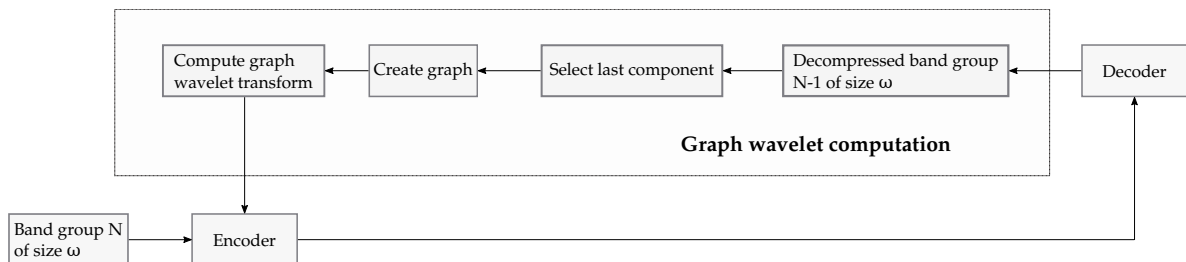 Compute graph
wavelet transform
Create graph
Select last component
Decompressed band group
N-1 of size ω
Decoder
Graph wavelet computation
Band group N
of size ω
Encoder